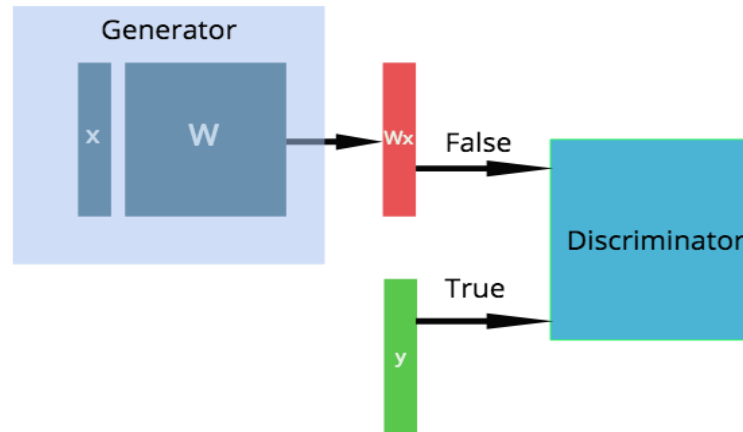 Generator
x
W
Wx
False
Discriminator
True
y